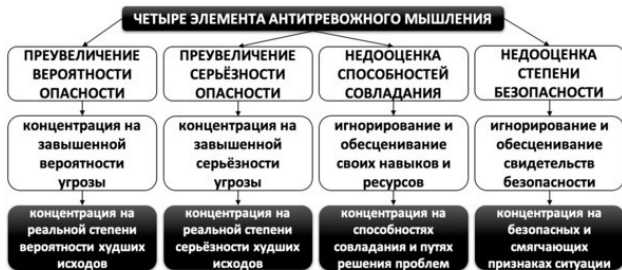 ЧЕТЫРЕ ЭЛЕМЕНТА АНТИТРЕВОЖНОГО МЫШЛЕНИЯ
ПРЕУВЕЛИЧЕНИЕ
ВЕРОЯТНОСТИ
ОПАСНОСТИ
ПРЕУВЕЛИЧЕНИЕ
СЕРЬЁЗНОСТИ
ОПАСНОСТИ
НЕДООЦЕНКА
СПОСОБНОСТЕЙ
СОВЛАДАНИЯ
НЕДООЦЕНКА
СТЕПЕНИ
БЕЗОПАСНОСТИ
концентрация на
завышенной
вероятности
угрозы
концентрация на
завышенной
серьёзности
угрозы
игнорирование и
обесценивание
своих навыков и
ресурсов
игнорирование и
обесценивание
свидетельств
безопасности
концентрация на
реальной степени
вероятности худших
исходов
концентрация на
реальной степени
серьёзности худших
исходов
концентрация на
способностях
совладания и путях
решения проблем
концентрация на
безопасных и
смягчающих
признаках ситуации